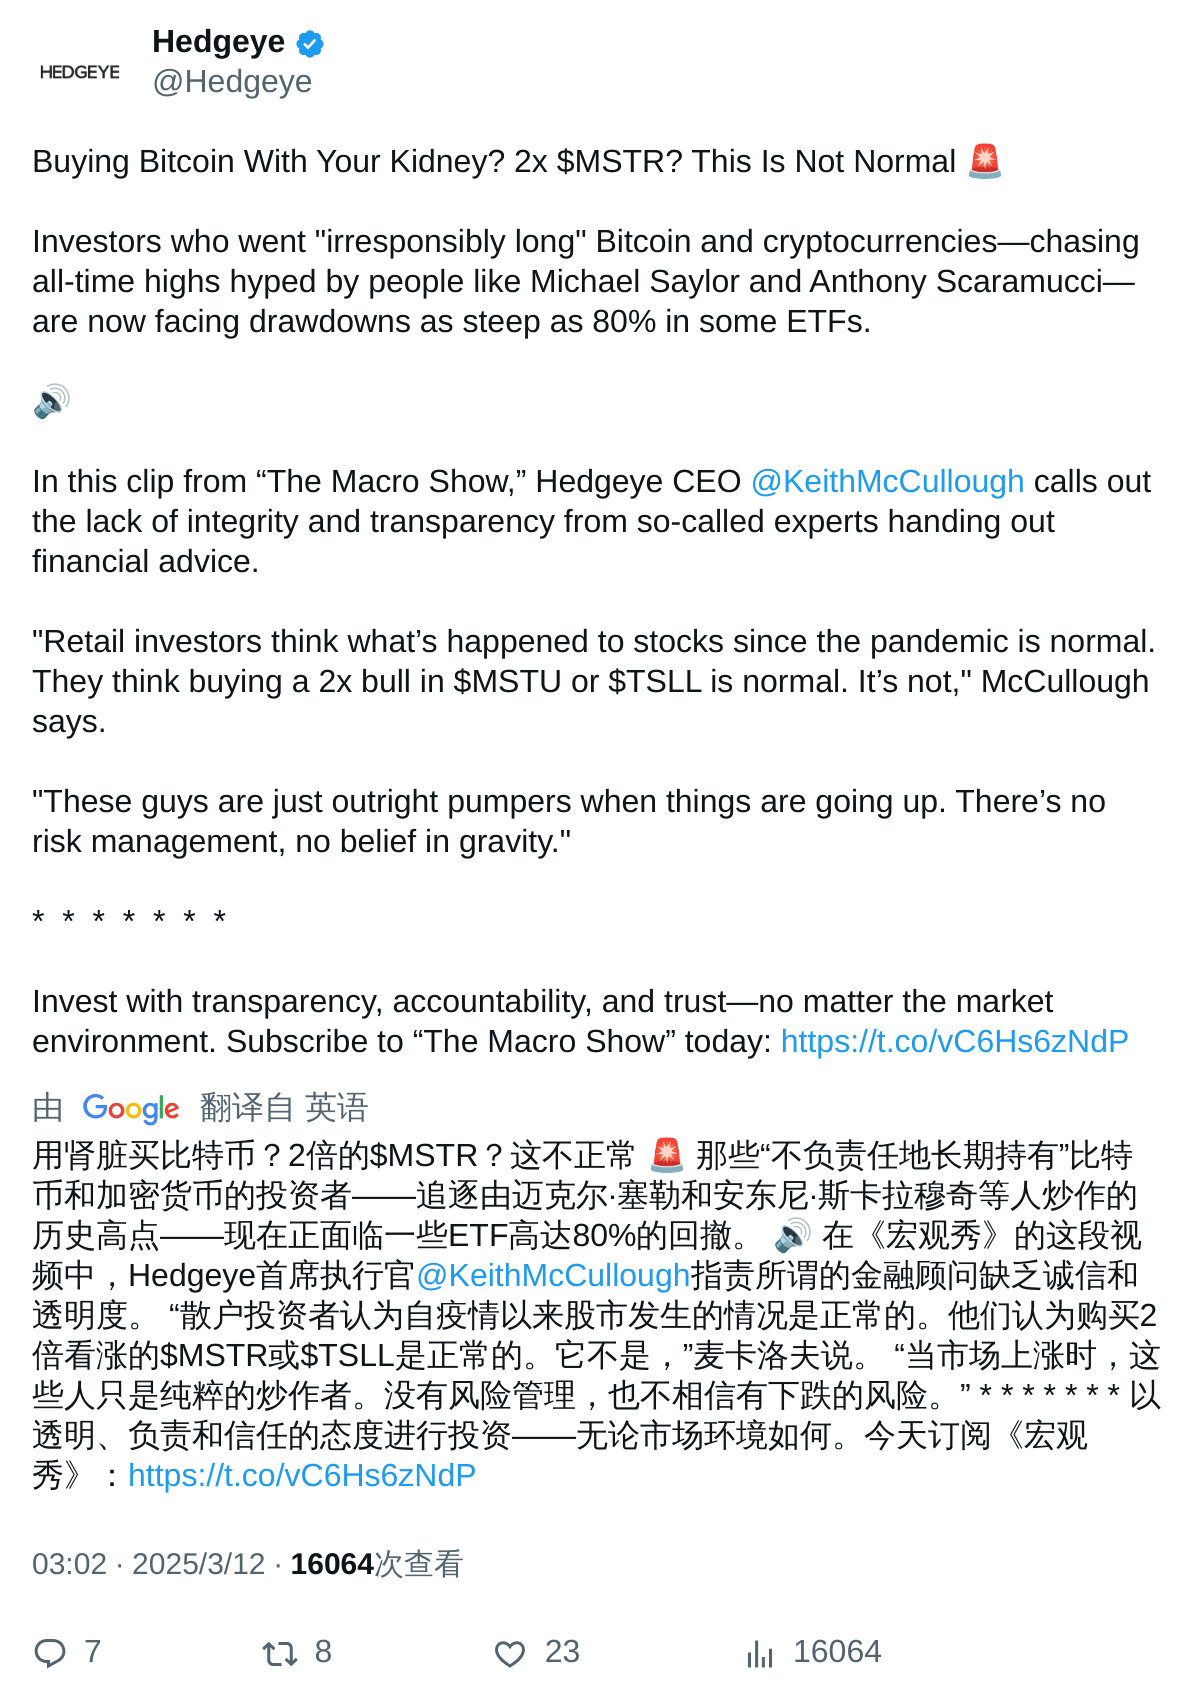 HEDGEYE
Hedgeye
@Hedgeye
Buying Bitcoin With Your Kidney? 2x $MSTR? This Is Not Normal 🚨
Investors who went "irresponsibly long" Bitcoin and cryptocurrencies—chasing
all-time highs hyped by people like Michael Saylor and Anthony Scaramucci—
are now facing drawdowns as steep as 80% in some ETFs.
🔊
In this clip from “The Macro Show,” Hedgeye CEO @KeithMcCullough calls out
the lack of integrity and transparency from so-called experts handing out
financial advice.
"Retail investors think what’s happened to stocks since the pandemic is normal.
They think buying a 2x bull in $MSTU or $TSLL is normal. It’s not," McCullough
says.
"These guys are just outright pumpers when things are going up. There’s no
risk management, no belief in gravity."
* * * * * * *
Invest with transparency, accountability, and trust—no matter the market
environment. Subscribe to “The Macro Show” today: https://t.co/vC6Hs6zNdP
由 Google 翻译自 英语
用肾脏买比特币？2倍的$MSTR？这不正常 🚨 那些“不负责任地长期持有”比特
币和加密货币的投资者——追逐由迈克尔·塞勒和安东尼·斯卡拉穆奇等人炒作的
历史高点——现在正面临一些ETF高达80%的回撤。 🔊 在《宏观秀》的这段视
频中，Hedgeye首席执行官@KeithMcCullough指责所谓的金融顾问缺乏诚信和
透明度。 “散户投资者认为自疫情以来股市发生的情况是正常的。他们认为购买2
倍看涨的$MSTR或$TSLL是正常的。它不是，”麦卡洛夫说。 “当市场上涨时，这
些人只是纯粹的炒作者。没有风险管理，也不相信有下跌的风险。” * * * * * * * 以
透明、负责和信任的态度进行投资——无论市场环境如何。今天订阅《宏观
秀》：https://t.co/vC6Hs6zNdP
03:02 · 2025/3/12 · 16064次查看
7 8 23 16064